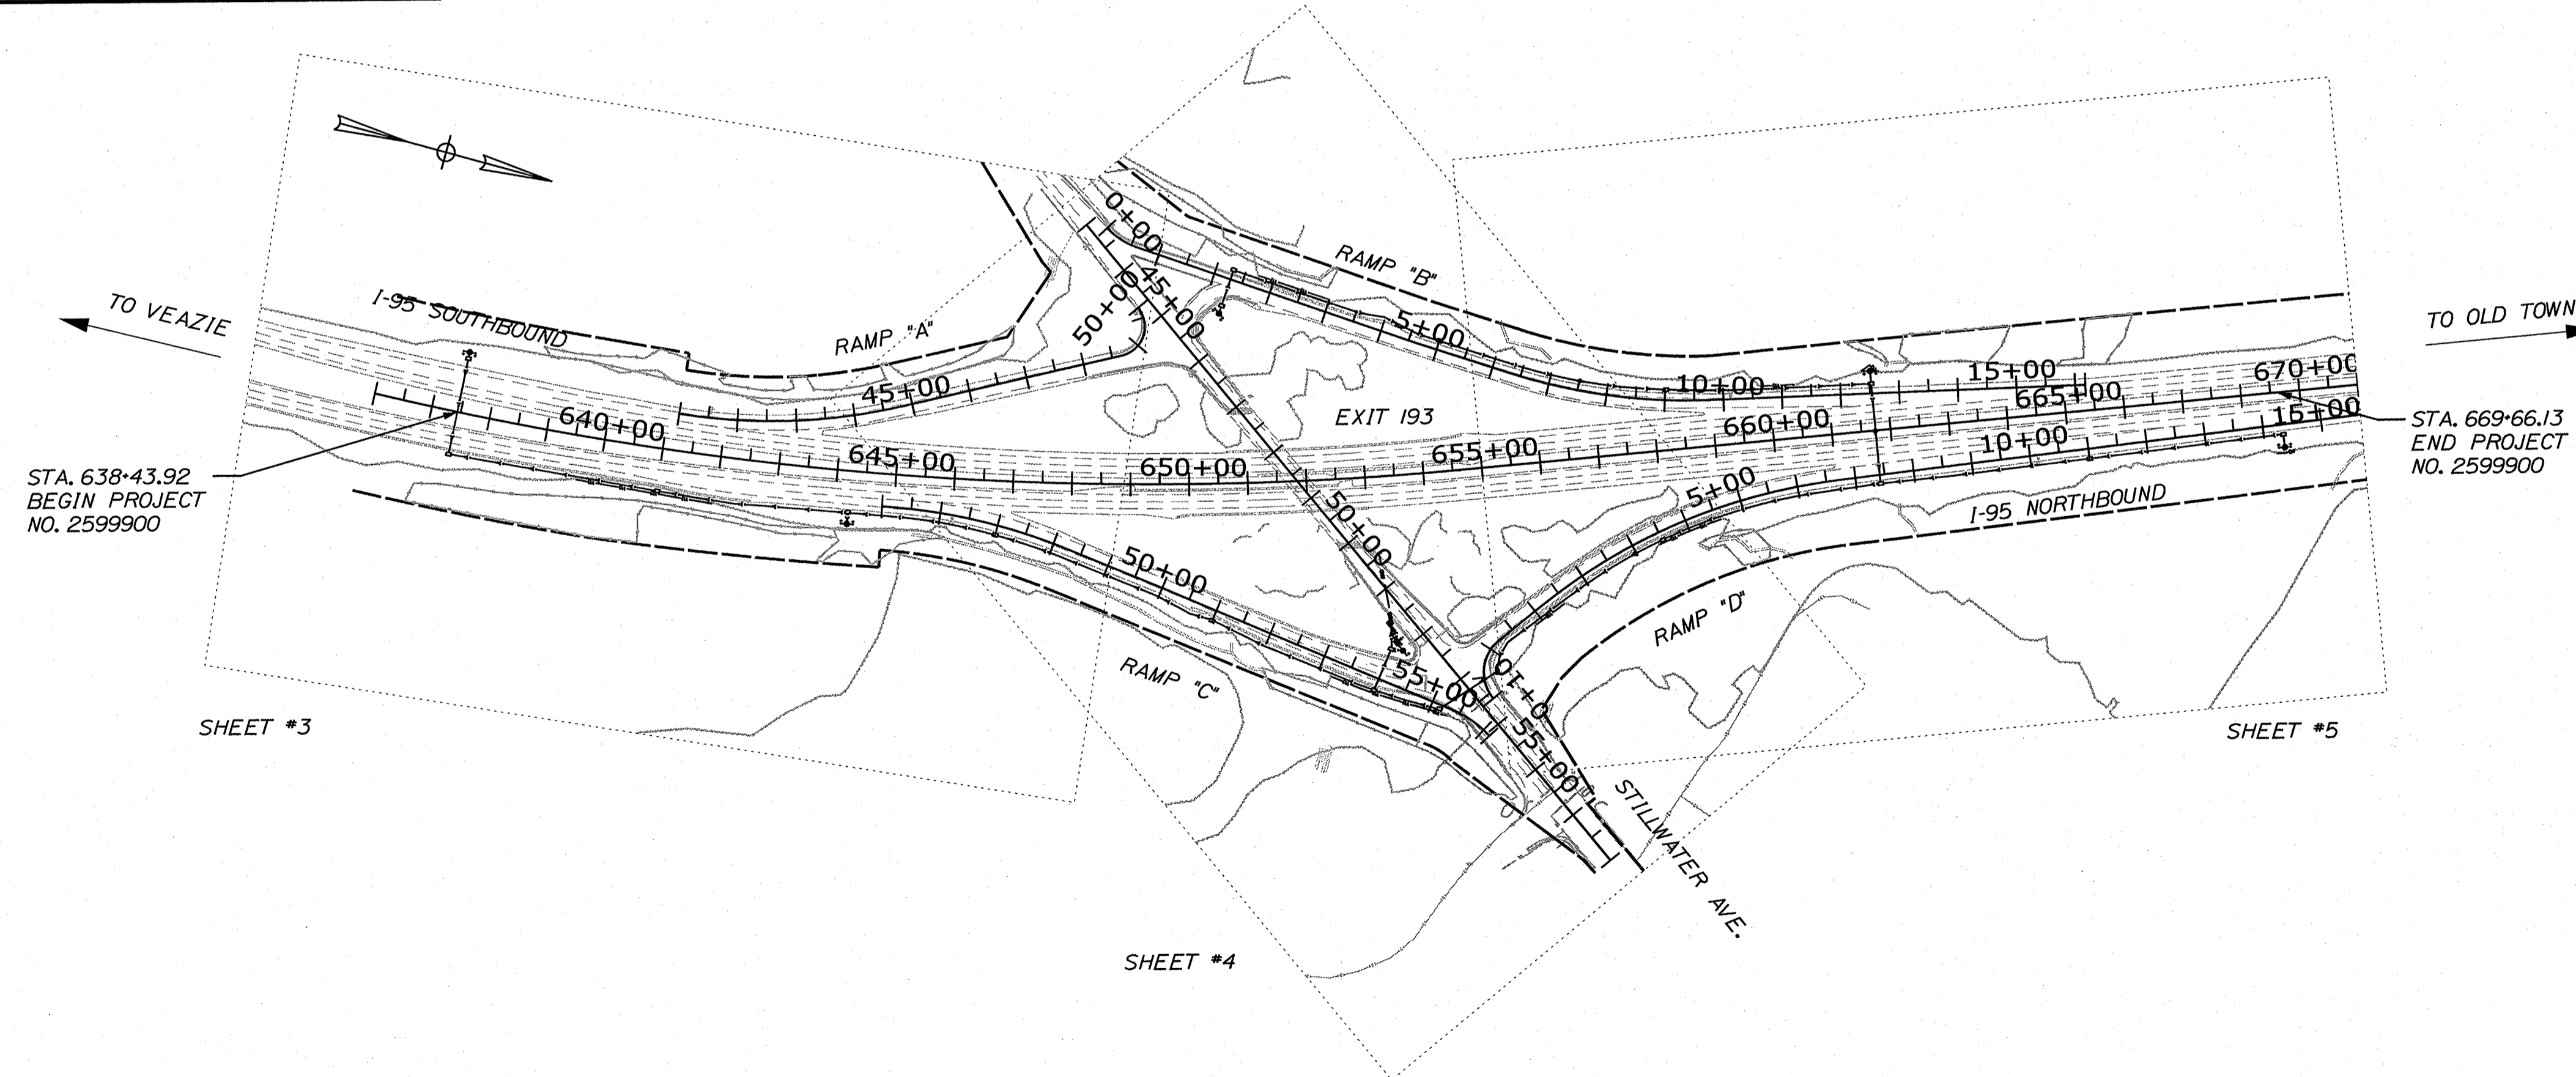 TO VEAZIE
I-95 SOUTHBOUND
RAMP "A"
RAMP "B"
0+00
45+00
50+00
5+00
45+00
10+00
15+00
670+00
TO OLD TOWN
640+00
EXIT 193
665+00
15+00
660+00
10+00
645+00
650+00
655+00
STA. 638+43.92
BEGIN PROJECT
NO. 2599900
STA. 669+66.13
END PROJECT
NO. 2599900
5+00
I-95 NORTHBOUND
50+00
50+00
RAMP "D"
RAMP "C"
55+00
0+10
55+00
STILLWATER AVE.
SHEET #3
SHEET #5
SHEET #4